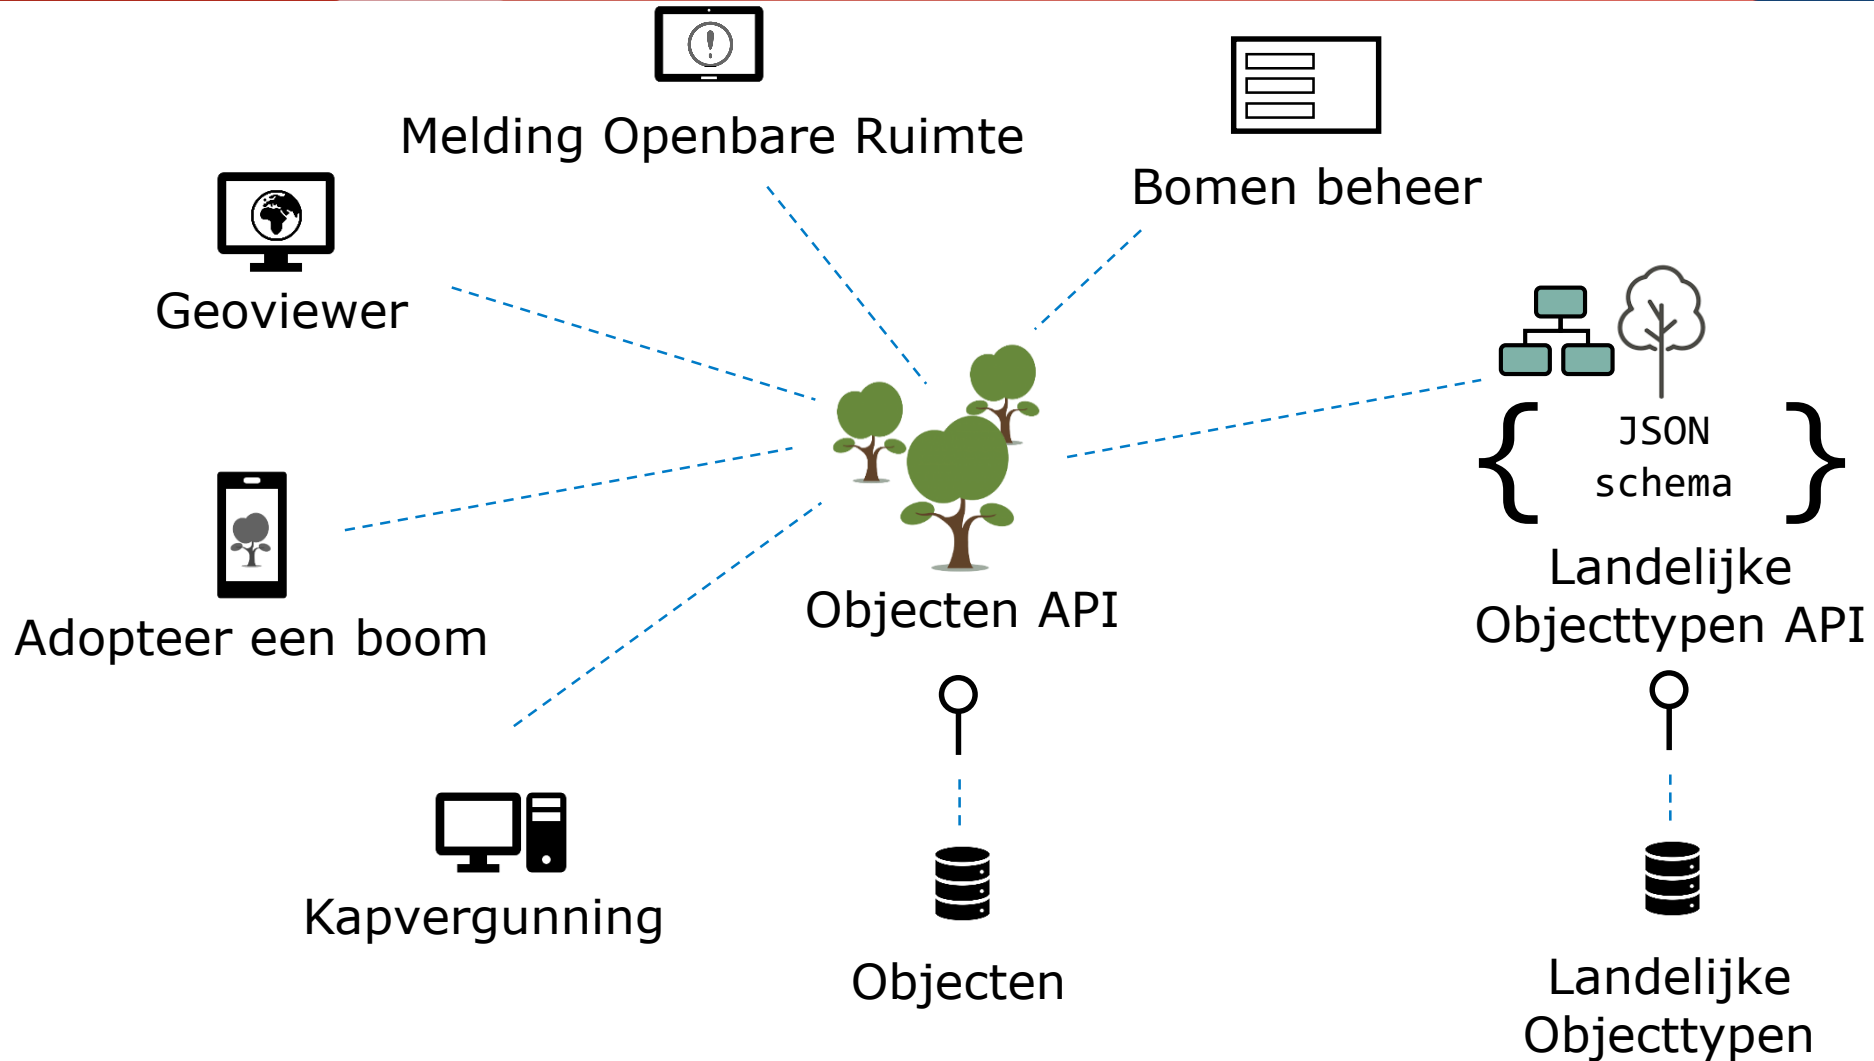 Melding Openbare Ruimte
Bomen beheer
Geoviewer
JSON
schema
Landelijke
Objecttypen API
Objecten API
Adopteer een boom
Kapvergunning
Objecten
Landelijke
Objecttypen